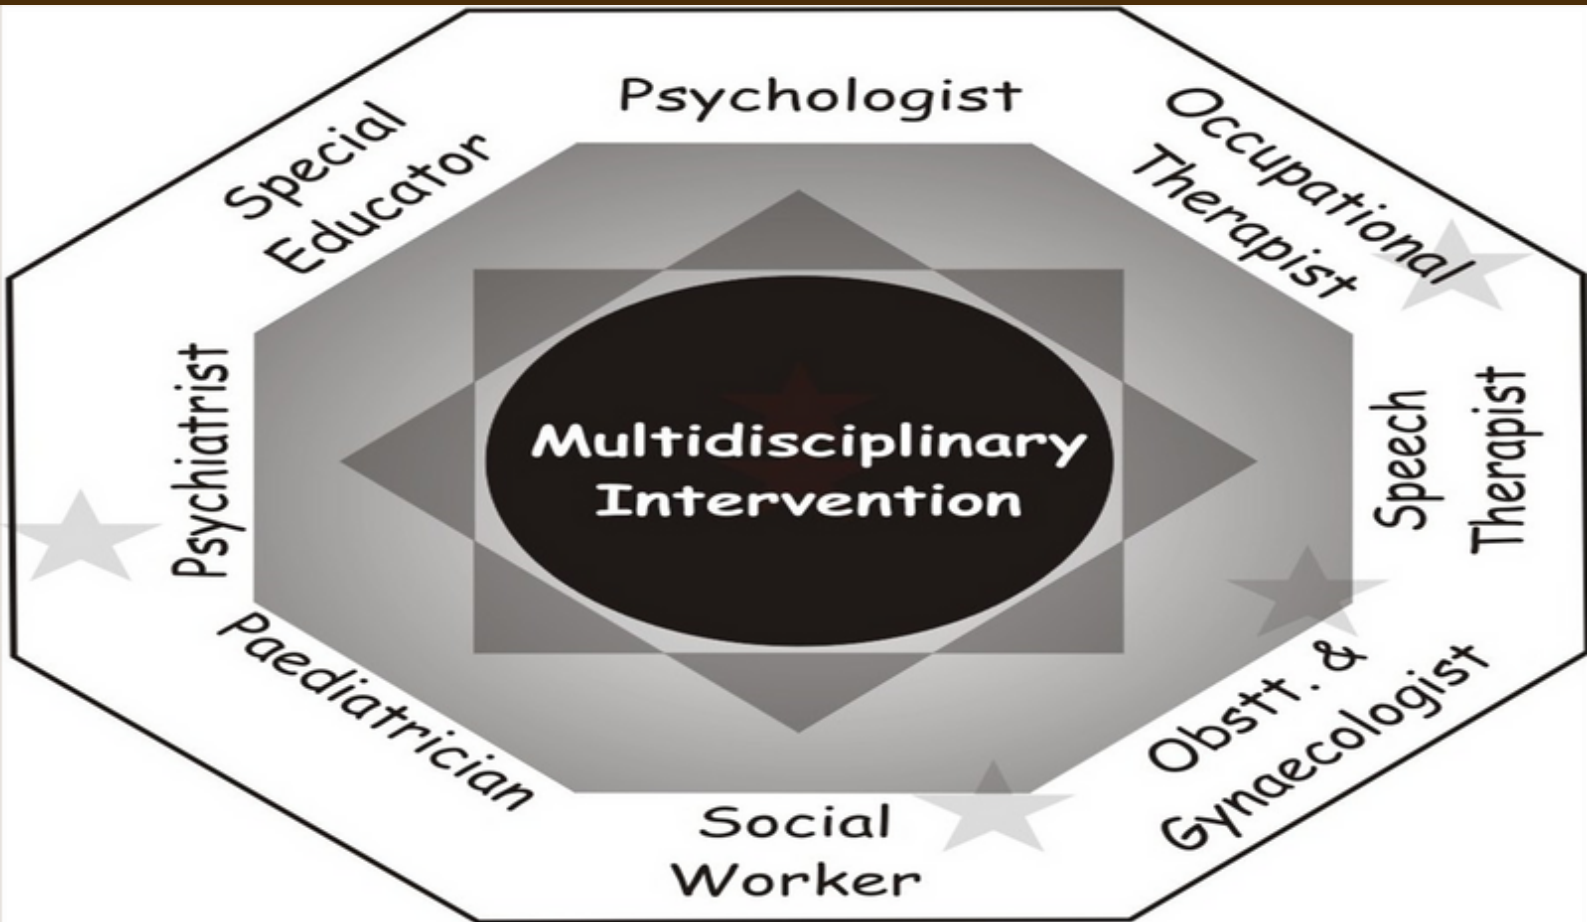 Psychologist
Occupational
Therapist
Speech
Therapist
Obstt. &
Gynaecologist
Social
Worker
Paediatrician
Psychiatrist
Special
Educator
Multidisciplinary
Intervention